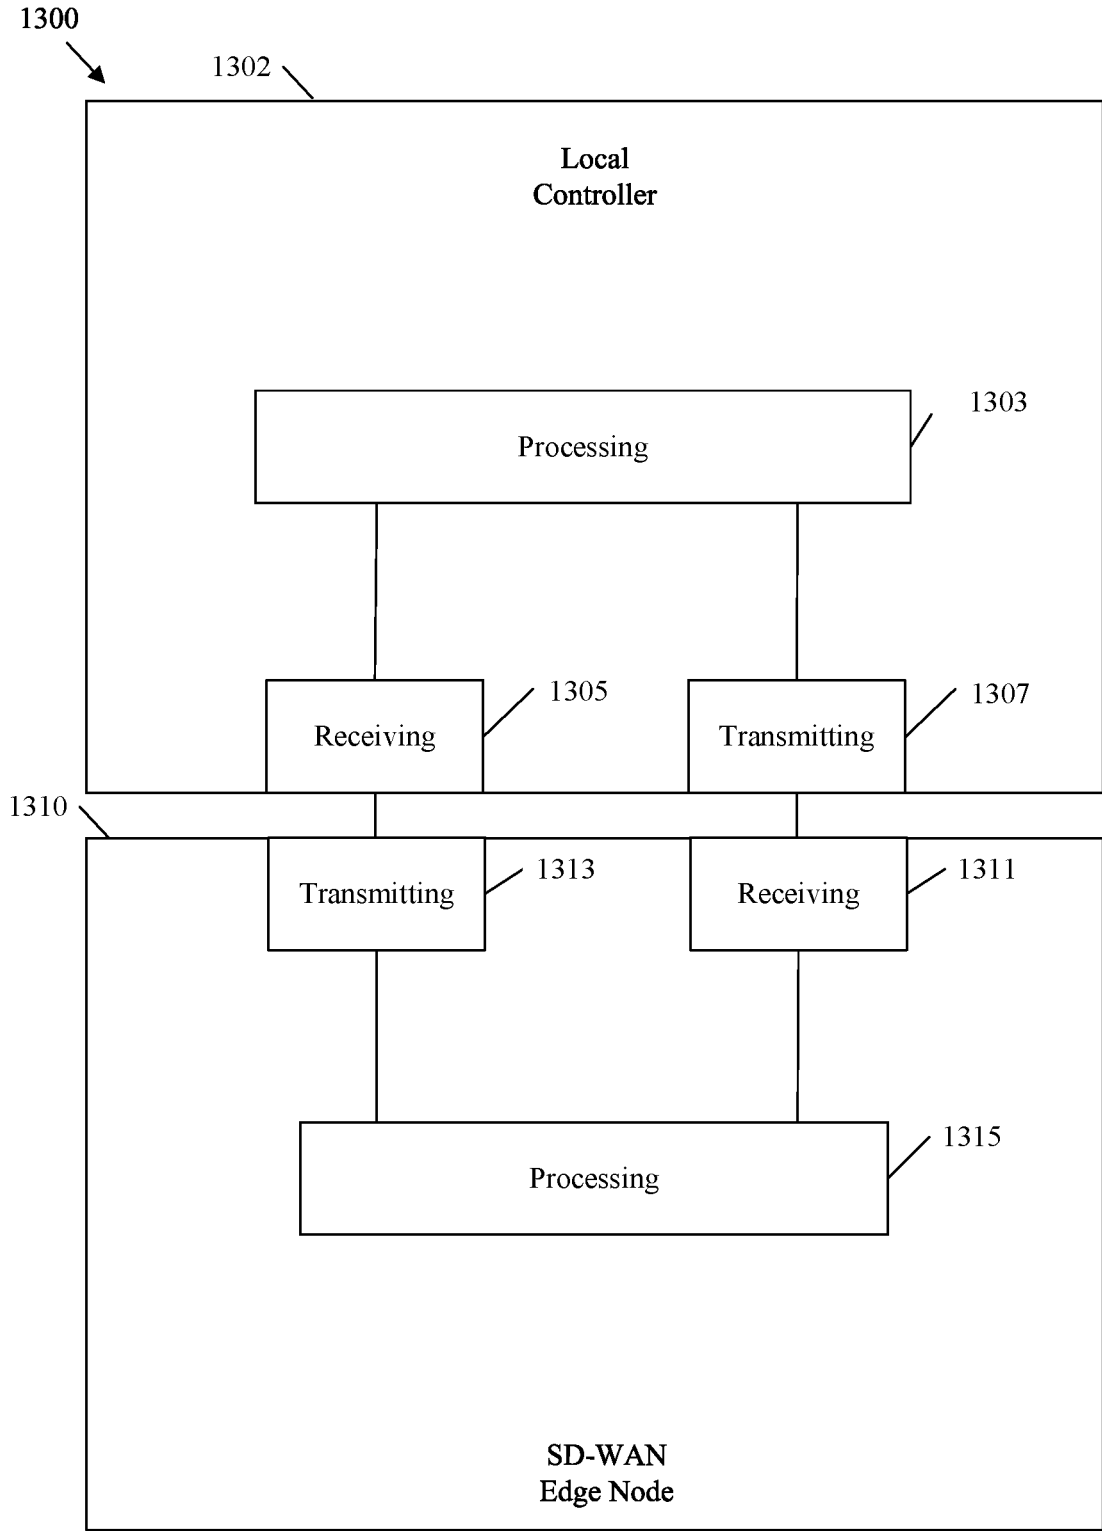 1300
1302
Local
Controller
1303
Processing
1305
1307
Receiving
Transmitting
1310
1313
1311
Transmitting
Receiving
1315
Processing
SD-WAN
Edge Node